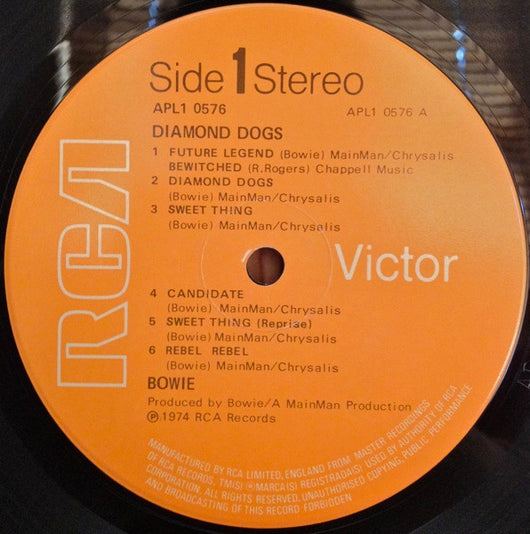 Side 1 Stereo
APL1 0576
APL1 0576 A
DIAMOND DOGS
1 FUTURE LEGEND (Bowie) MainMan/Chrysalis
BEWITCHED (R.Rogers) Chappell Music
2 DIAMOND DOGS
(Bowie) MainMan/Chrysalis
3 SWEET THING
(Bowie) MainMan/Chrysalis
RCA
Victor
4 CANDIDATE
(Bowie) MainMan/Chrysalis
5 SWEET THING (Reprise)
(Bowie) MainMan/Chrysalis
6 REBEL REBEL
(Bowie) MainMan/Chrysalis
BOWIE
Produced by Bowie/A MainMan Production
Ⓟ1974 RCA Records
MANUFACTURED BY RCA LIMITED, ENGLAND FROM MASTER RECORDINGS
OF RCA RECORDS. TM(S) ®MARCA(S) REGISTRADA(S) USED BY AUTHORITY OF RCA
CORPORATION. ALL RIGHTS RESERVED. UNAUTHORISED COPYING, PUBLIC PERFORMANCE
AND BROADCASTING OF THIS RECORD FORBIDDEN